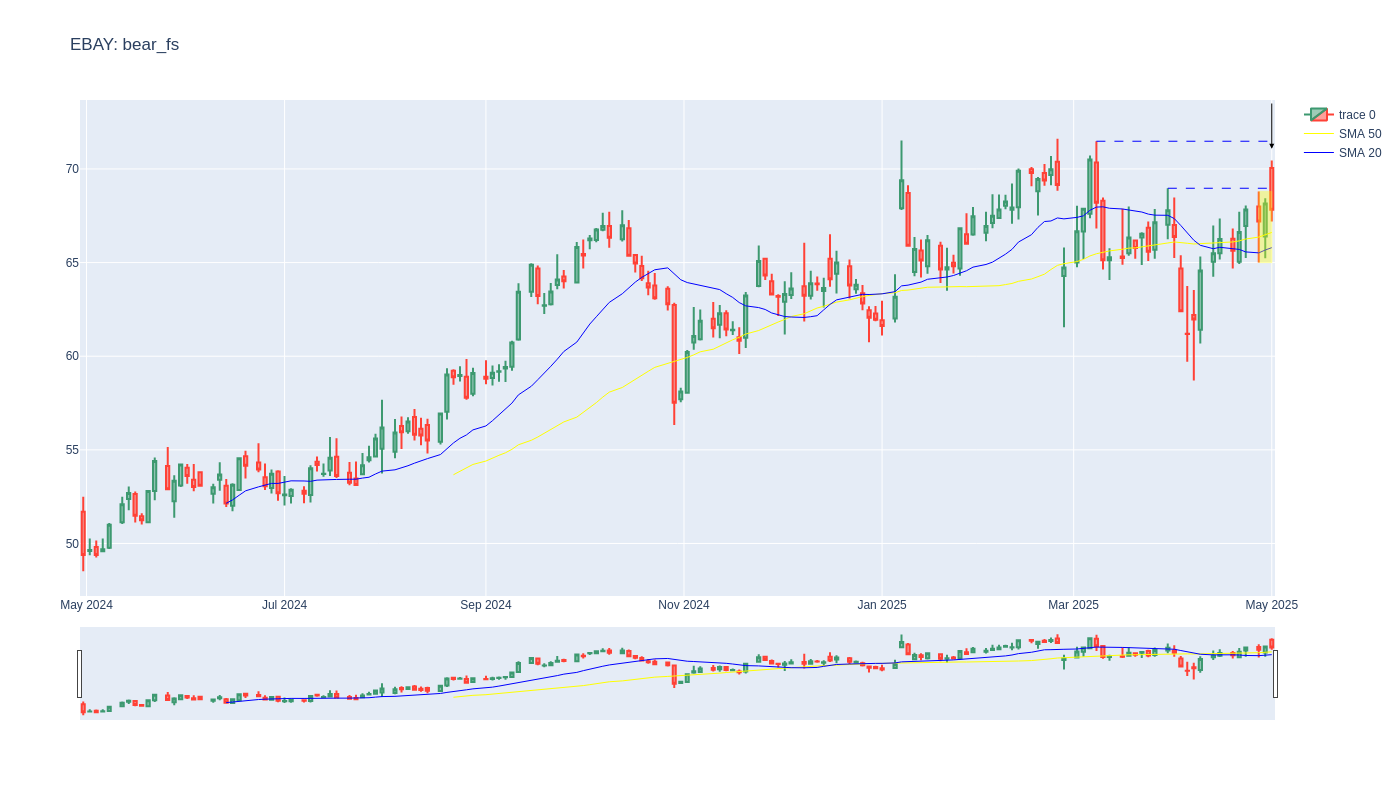 EBAY: bear_fs
trace 0
SMA 50
SMA 20
70
65
60
55
50
May 2024
Jul 2024
Sep 2024
Nov 2024
Jan 2025
Mar 2025
May 2025